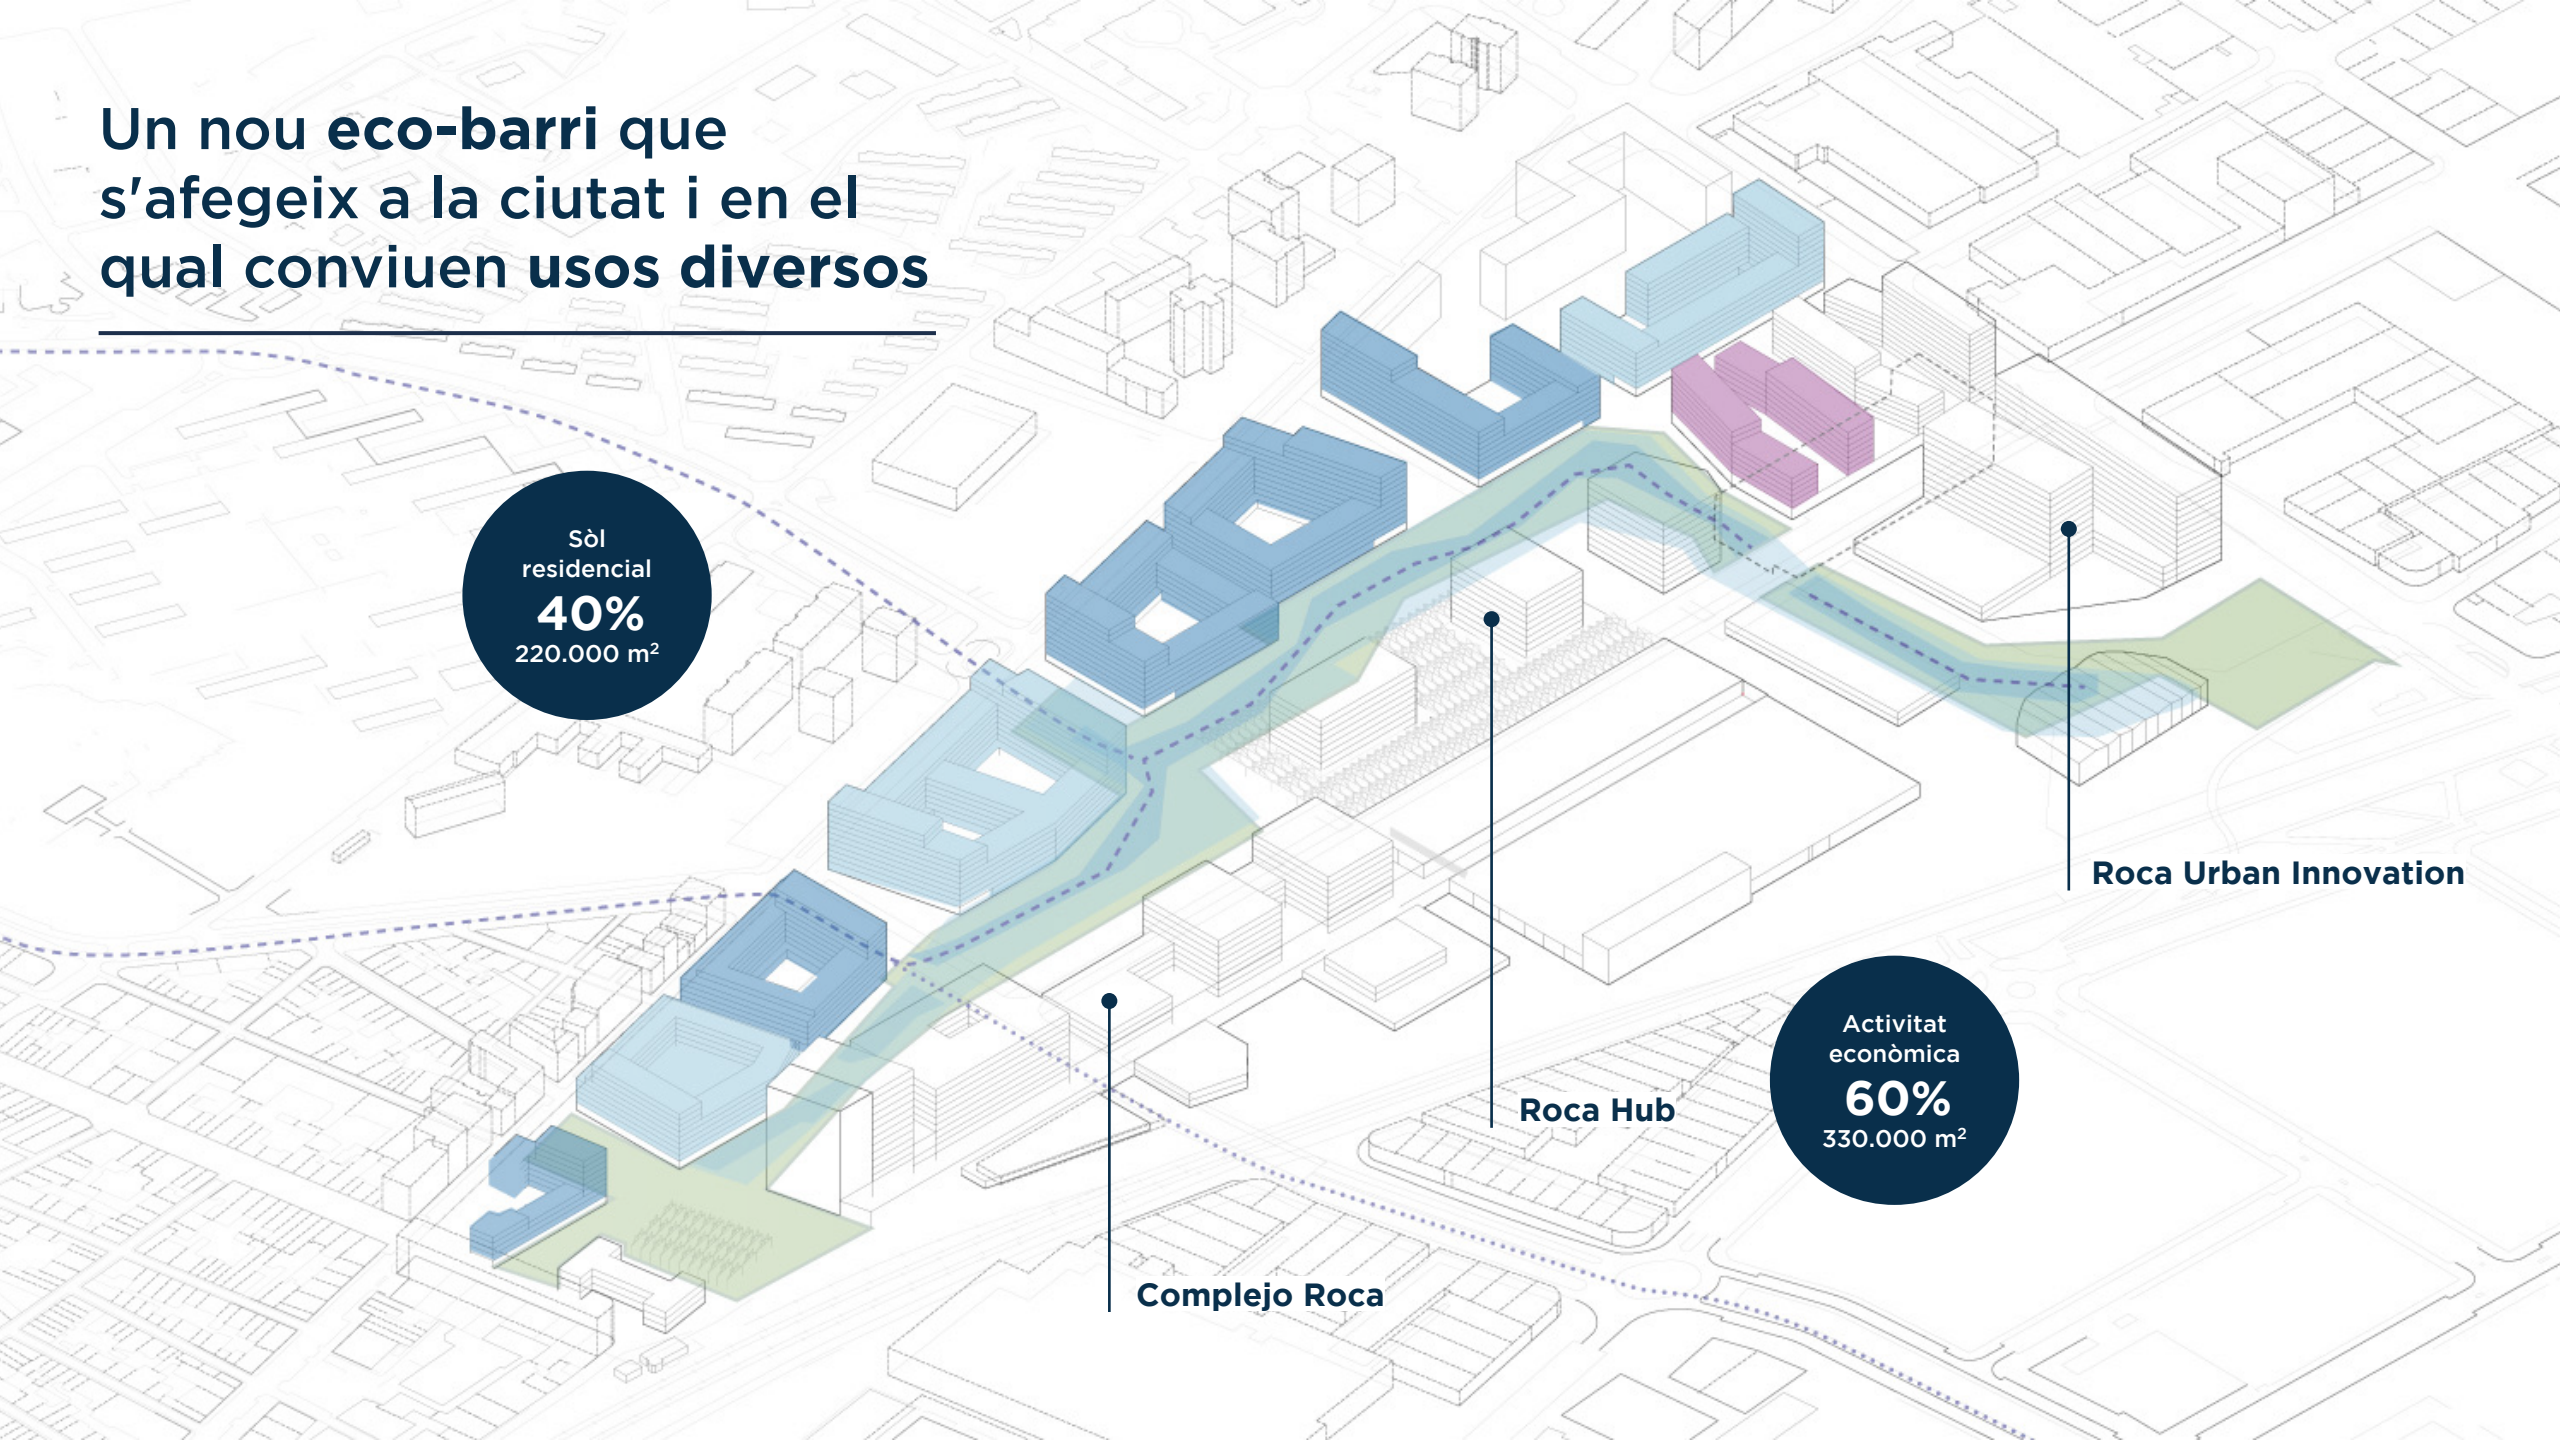 Un nou eco-barri que
s'afegeix a la ciutat i en el
qual conviuen usos diversos
Sòl
residencial
40%
220.000 m²
Roca Urban Innovation
Activitat
econòmica
60%
330.000 m²
Roca Hub
Complejo Roca